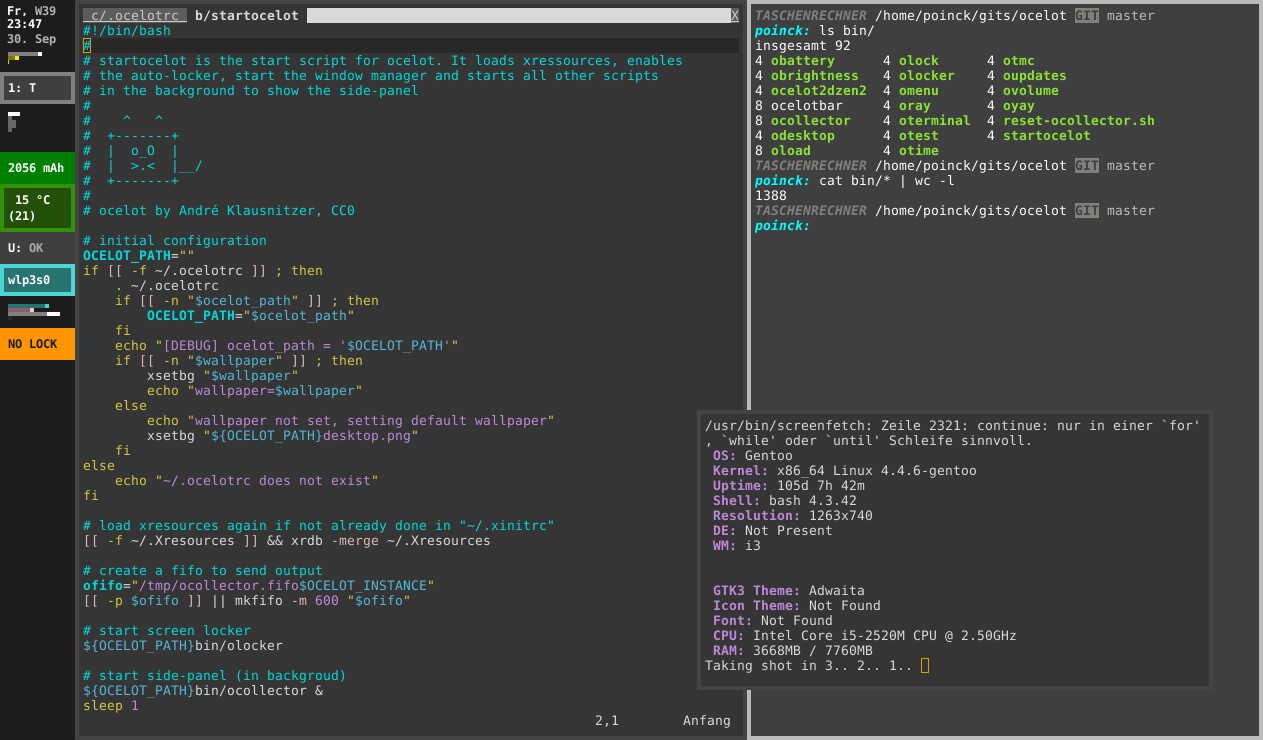 Fr, W39
23:47
30. Sep
1: T
2056 mAh
15 °C
(21)
U: OK
wlp3s0
NO LOCK
c/.ocelotrc  b/startocelot X
#!/bin/bash
#
# startocelot is the start script for ocelot. It loads xressources, enables
# the auto-locker, start the window manager and starts all other scripts
# in the background to show the side-panel
#
#    ^   ^
#  +-------+
#  |  o_O  |
#  |  >.<  |__/
#  +-------+
#
# ocelot by André Klausnitzer, CC0
# initial configuration
OCELOT_PATH=""
if [[ -f ~/.ocelotrc ]] ; then
    . ~/.ocelotrc
    if [[ -n "$ocelot_path" ]] ; then
        OCELOT_PATH="$ocelot_path"
    fi
    echo "[DEBUG] ocelot_path = '$OCELOT_PATH'"
    if [[ -n "$wallpaper" ]] ; then
        xsetbg "$wallpaper"
        echo "wallpaper=$wallpaper"
    else
        echo "wallpaper not set, setting default wallpaper"
        xsetbg "${OCELOT_PATH}desktop.png"
    fi
else
    echo "~/.ocelotrc does not exist"
fi
# load xresources again if not already done in "~/.xinitrc"
[[ -f ~/.Xresources ]] && xrdb -merge ~/.Xresources
# create a fifo to send output
ofifo="/tmp/ocollector.fifo$OCELOT_INSTANCE"
[[ -p $ofifo ]] || mkfifo -m 600 "$ofifo"
# start screen locker
${OCELOT_PATH}bin/olocker
# start side-panel (in backgroud)
${OCELOT_PATH}bin/ocollector &
sleep 1
2,1        Anfang
TASCHENRECHNER /home/poinck/gits/ocelot GIT master
poinck: ls bin/
insgesamt 92
4 obattery    4 olock      4 otmc
4 obrightness 4 olocker    4 oupdates
4 ocelot2dzen2  4 omenu      4 ovolume
8 ocelotbar   4 oray       4 oyay
8 ocollector  4 oterminal  4 reset-ocollector.sh
4 odesktop    4 otest      4 startocelot
8 oload       4 otime
TASCHENRECHNER /home/poinck/gits/ocelot GIT master
poinck: cat bin/* | wc -l
1388
TASCHENRECHNER /home/poinck/gits/ocelot GIT master
poinck:
/usr/bin/screenfetch: Zeile 2321: continue: nur in einer `for'
, `while' oder `until' Schleife sinnvoll.
OS: Gentoo
Kernel: x86_64 Linux 4.4.6-gentoo
Uptime: 105d 7h 42m
Shell: bash 4.3.42
Resolution: 1263x740
DE: Not Present
WM: i3
GTK3 Theme: Adwaita
Icon Theme: Not Found
Font: Not Found
CPU: Intel Core i5-2520M CPU @ 2.50GHz
RAM: 3668MB / 7760MB
Taking shot in 3.. 2.. 1..